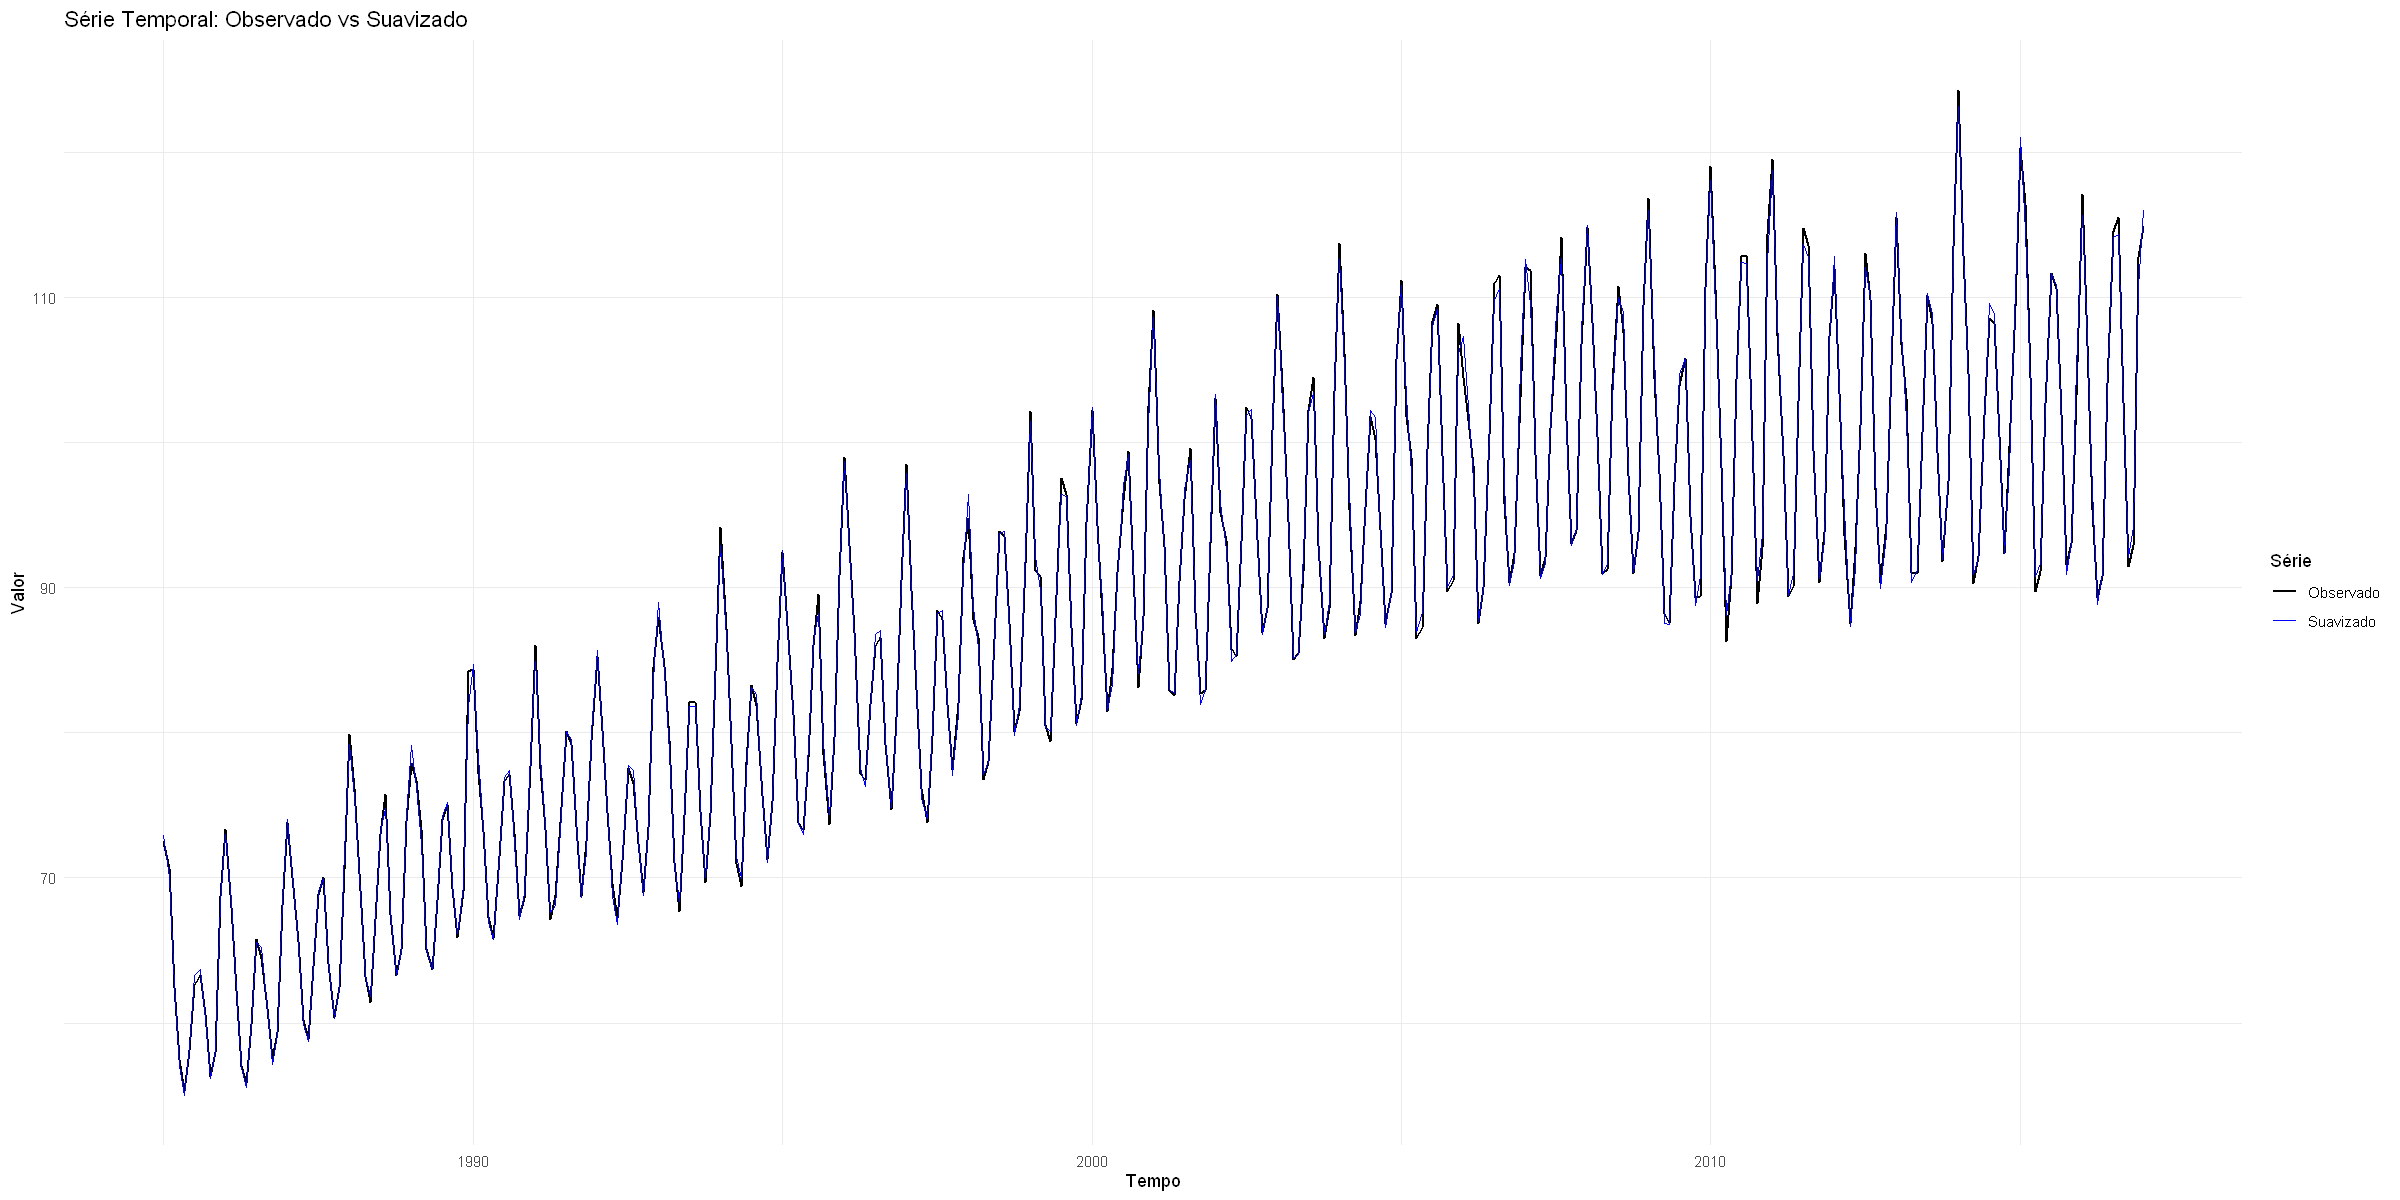 Série Temporal: Observado vs Suavizado
Valor
110
90
70
1990
2000
2010
Tempo
Série
Observado
Suavizado